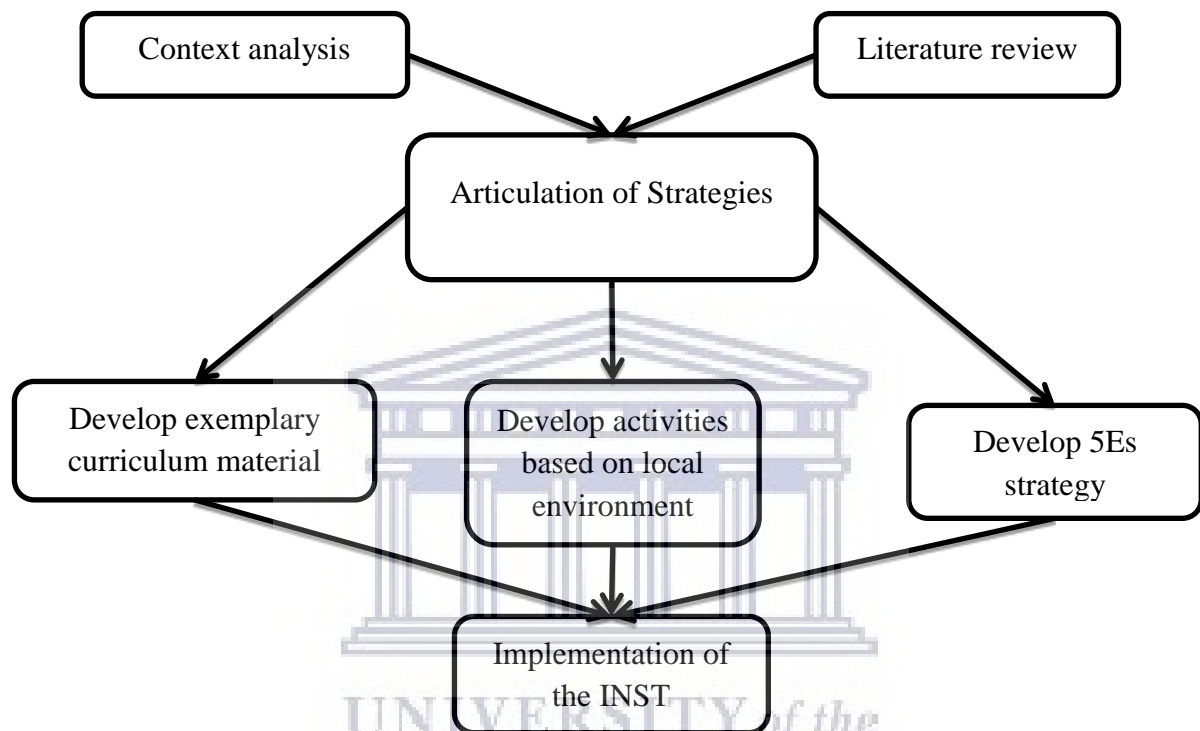 Context analysis
Literature review
Articulation of Strategies
Develop exemplary
curriculum material
Develop activities
based on local
environment
Develop 5Es
strategy
Implementation of
the INST
UNIVERSITY of the